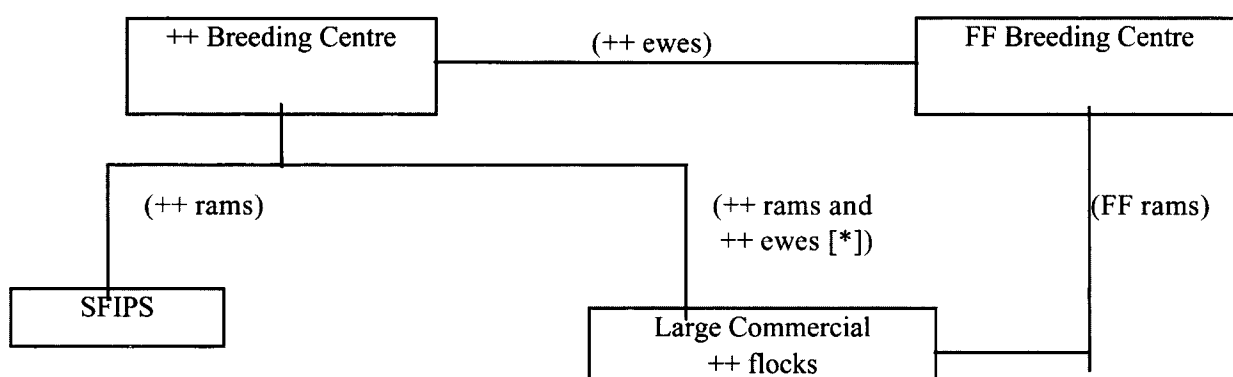 ++ Breeding Centre
(++ ewes)
FF Breeding Centre
(++ rams)
(++ rams and
++ ewes [*])
(FF rams)
SFIPS
Large Commercial
++ flocks